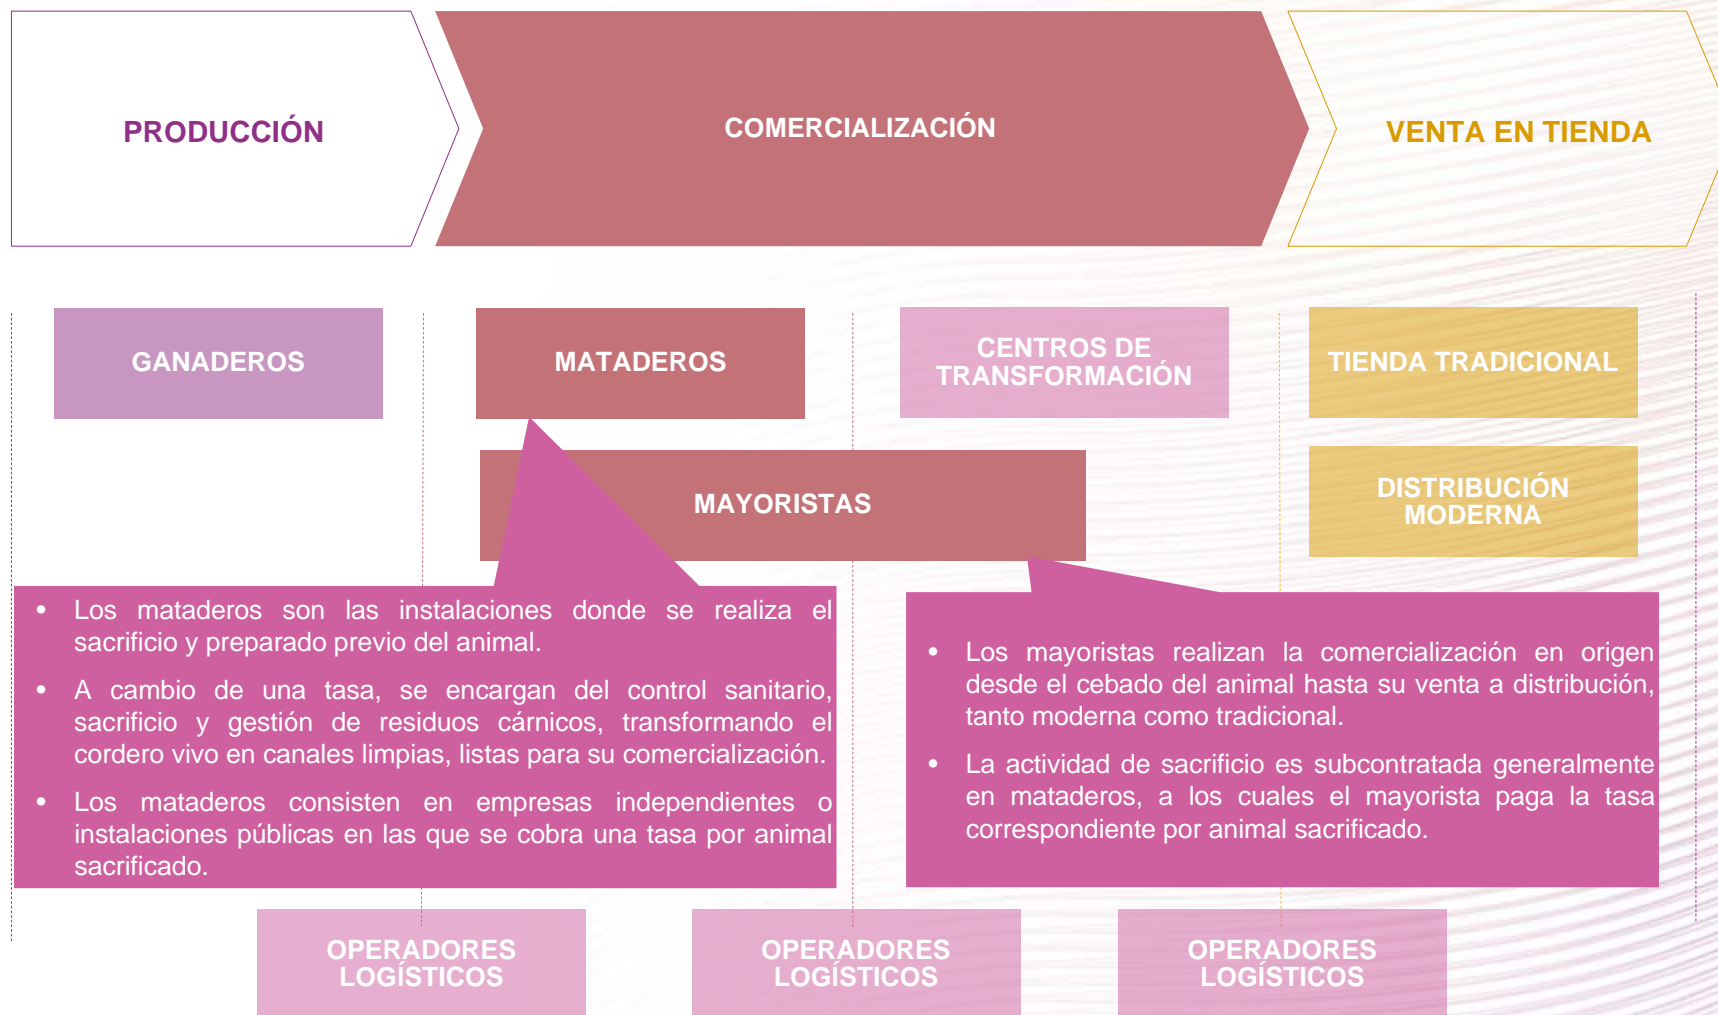 PRODUCCIÓN
COMERCIALIZACIÓN
VENTA EN TIENDA
GANADEROS
MATADEROS
CENTROS DE
TRANSFORMACIÓN
TIENDA TRADICIONAL
MAYORISTAS
DISTRIBUCIÓN
MODERNA
• Los mataderos son las instalaciones donde se realiza el
sacrificio y preparado previo del animal.
• A cambio de una tasa, se encargan del control sanitario,
sacrificio y gestión de residuos cárnicos, transformando el
cordero vivo en canales limpias, listas para su comercialización.
• Los mataderos consisten en empresas independientes o
instalaciones públicas en las que se cobra una tasa por animal
sacrificado.
• Los mayoristas realizan la comercialización en origen
desde el cebado del animal hasta su venta a distribución,
tanto moderna como tradicional.
• La actividad de sacrificio es subcontratada generalmente
en mataderos, a los cuales el mayorista paga la tasa
correspondiente por animal sacrificado.
OPERADORES
LOGÍSTICOS
OPERADORES
LOGÍSTICOS
OPERADORES
LOGÍSTICOS